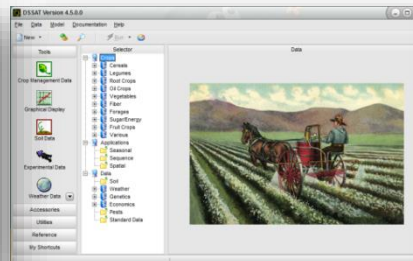 DSSAT Version 4.5.0.0
File Data Model Documentation Help
New
Run
Tools
Crop Management Data
Graphical Display
Soil Data
Experimental Data
Weather Data
Accessories
Utilities
Reference
My Shortcuts
Selector
Crops
Cereals
Legumes
Root Crops
Oil Crops
Vegetables
Fiber
Forages
Sugar/Energy
Fruit Crops
Various
Applications
Seasonal
Sequence
Spatial
Data
Soil
Weather
Genetics
Economics
Pests
Standard Data
Data